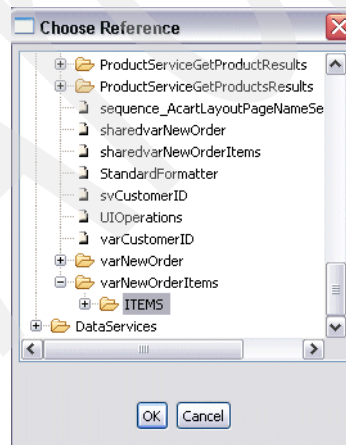 Choose Reference
ProductServiceGetProductResults
ProductServiceGetProductsResults
sequence_AcartLayoutPageNameSe
sharedvarNewOrder
sharedvarNewOrderItems
StandardFormatter
svCustomerID
UIOperations
varCustomerID
varNewOrder
varNewOrderItems
ITEMS
DataServices
OK Cancel